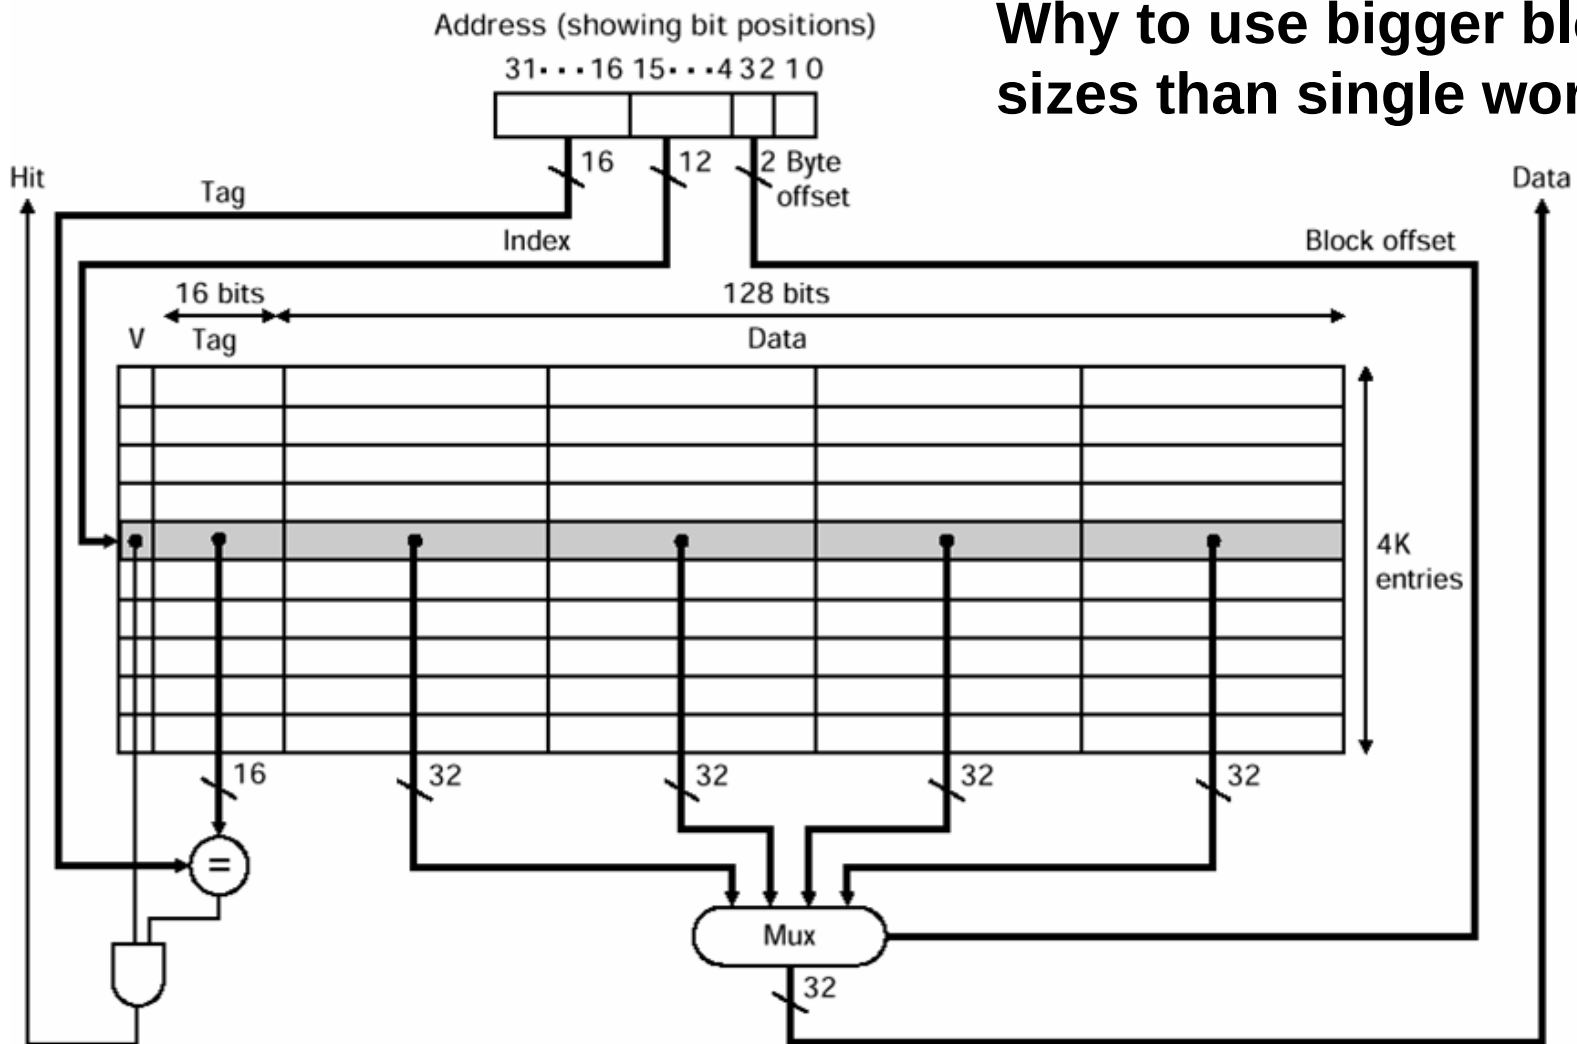 Why to use bigger
sizes than single
Address (showing bit positions)
31···16 15···4 3 2 1 0
16
12
2 Byte
offset
Hit
Data
Tag
Index
Block offset
16 bits
128 bits
V
Tag
Data
4K
entries
16
32
32
32
32
=
Mux
32